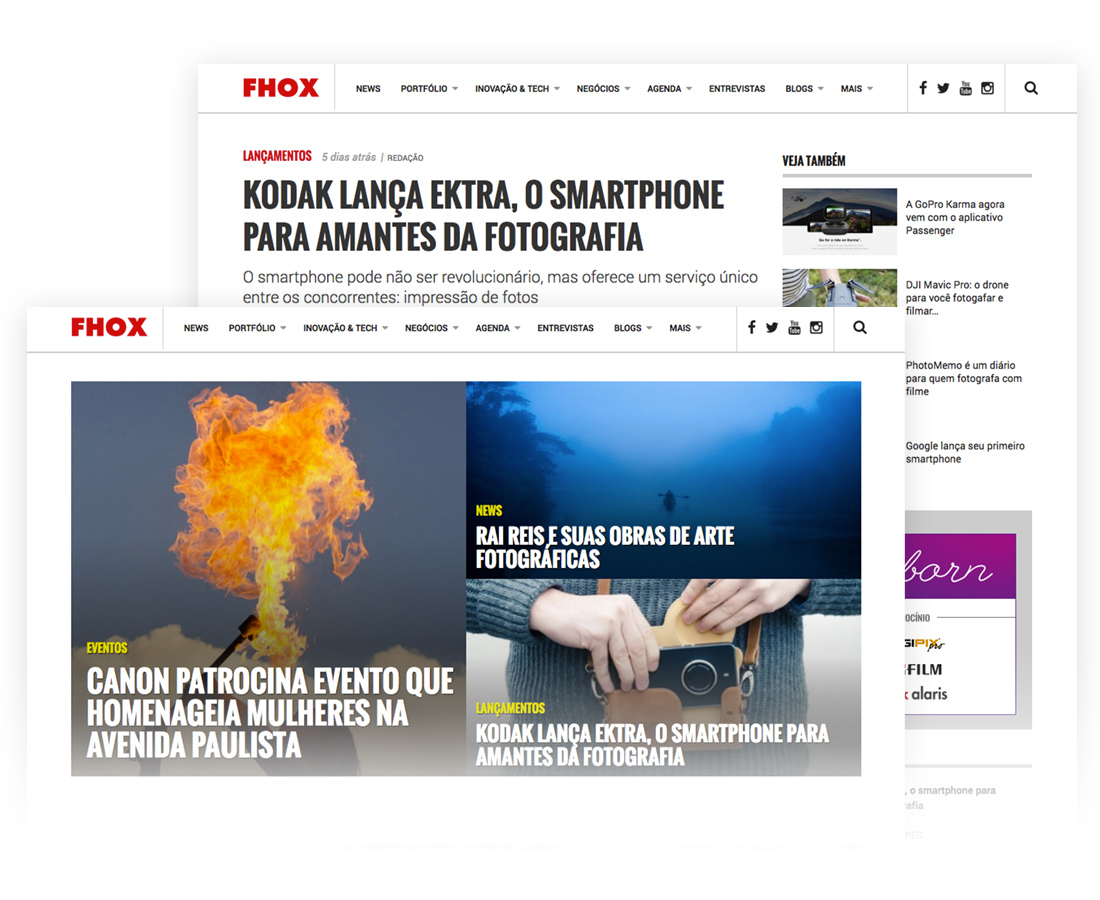 FHOX
NEWS PORTFÓLIO INOVAÇÃO & TECH NEGÓCIOS AGENDA ENTREVISTAS BLOGS MAIS
LANÇAMENTOS 5 dias atrás | REDAÇÃO
KODAK LANÇA EKTRA, O SMARTPHONE
PARA AMANTES DA FOTOGRAFIA
O smartphone pode não ser revolucionário, mas oferece um serviço único
entre os concorrentes: impressão de fotos
VEJA TAMBÉM
A GoPro Karma agora
vem com o aplicativo
Passenger
DJI Mavic Pro: o drone
para você fotogafar e
filmar...
PhotoMemo é um diário
para quem fotografa com
filme
Google lança seu primeiro
smartphone
born
OCÍNIO
GIPIX pro
FILM
alaris
, o smartphone para
afia
FHOX
NEWS PORTFÓLIO INOVAÇÃO & TECH NEGÓCIOS AGENDA ENTREVISTAS BLOGS MAIS
EVENTOS
CANON PATROCINA EVENTO QUE
HOMENAGEIA MULHERES NA
AVENIDA PAULISTA
NEWS
RAI REIS E SUAS OBRAS DE ARTE
FOTOGRÁFICAS
LANÇAMENTOS
KODAK LANÇA EKTRA, O SMARTPHONE PARA
AMANTES DA FOTOGRAFIA